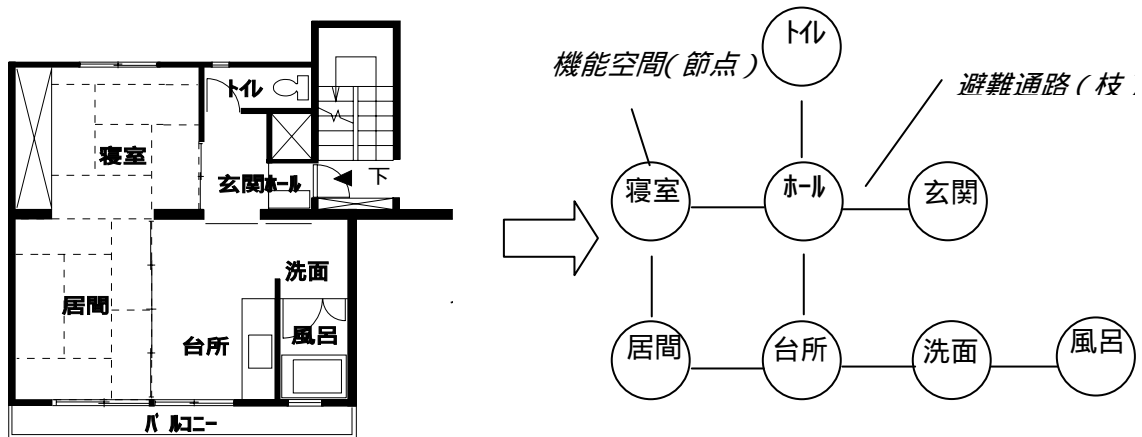 トイレ
寝室
玄関ホール
下
洗面
居間
風呂
台所
バルコニー
トイレ
機能空間(節点)
避難通路(枝)
寝室
ホール
玄関
居間
台所
洗面
風呂